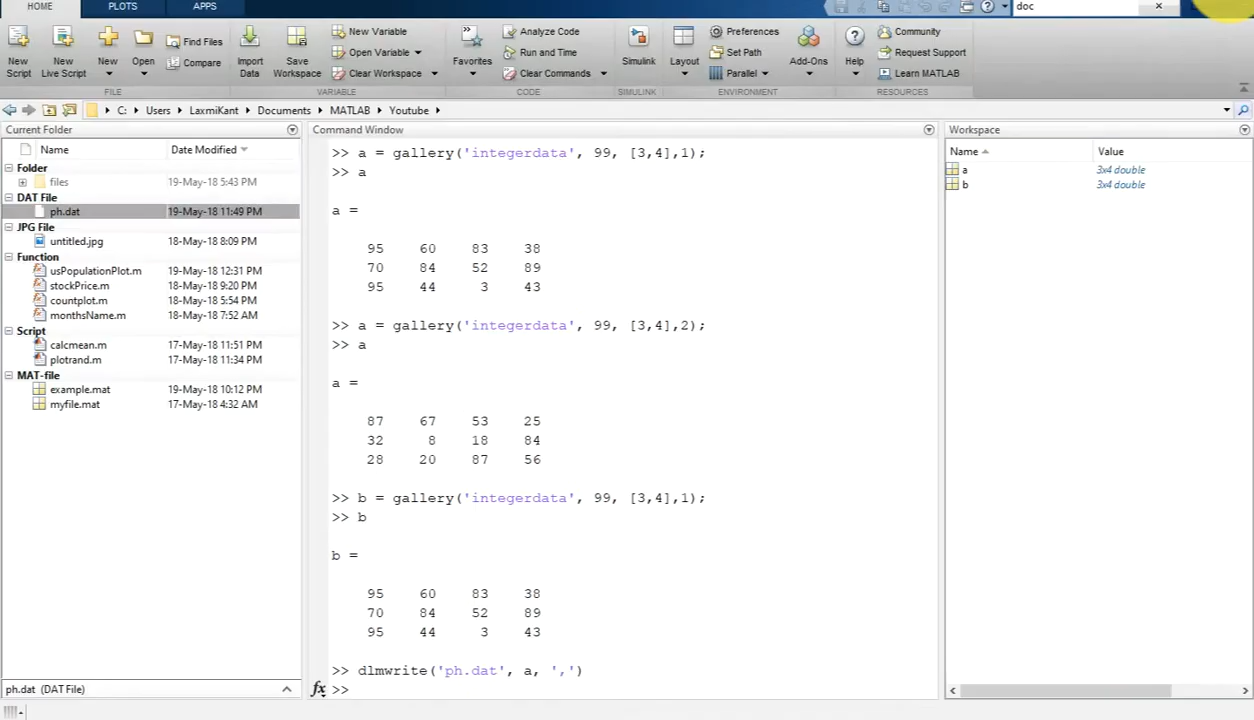 HOME PLOTS APPS doc
New Script
New Live Script
New
Open
Find Files
Compare
FILE
Import Data
Save Workspace
New Variable
Open Variable
Clear Workspace
VARIABLE
Favorites
Analyze Code
Run and Time
Clear Commands
CODE
Simulink
SIMULINK
Layout
Preferences
Set Path
Parallel
Add-Ons
ENVIRONMENT
Help
Community
Request Support
Learn MATLAB
RESOURCES
C: Users LaxmiKant Documents MATLAB Youtube
Current Folder
Name Date Modified
Folder
files 19-May-18 5:43 PM
DAT File
ph.dat 19-May-18 11:49 PM
JPG File
untitled.jpg 18-May-18 8:09 PM
Function
usPopulationPlot.m 19-May-18 12:31 PM
stockPrice.m 18-May-18 9:20 PM
countplot.m 18-May-18 5:54 PM
monthsName.m 18-May-18 7:52 AM
Script
calcmean.m 17-May-18 11:51 PM
plotrand.m 17-May-18 11:34 PM
MAT-file
example.mat 19-May-18 10:12 PM
myfile.mat 17-May-18 4:32 AM
ph.dat (DAT File)
Command Window
>> a = gallery('integerdata', 99, [3,4],1);
>> a
a =
95 60 83 38
70 84 52 89
95 44 3 43
>> a = gallery('integerdata', 99, [3,4],2);
>> a
a =
87 67 53 25
32 8 18 84
28 20 87 56
>> b = gallery('integerdata', 99, [3,4],1);
>> b
b =
95 60 83 38
70 84 52 89
95 44 3 43
>> dlmwrite('ph.dat', a, ',')
fx >>
Workspace
Name Value
a 3x4 double
b 3x4 double